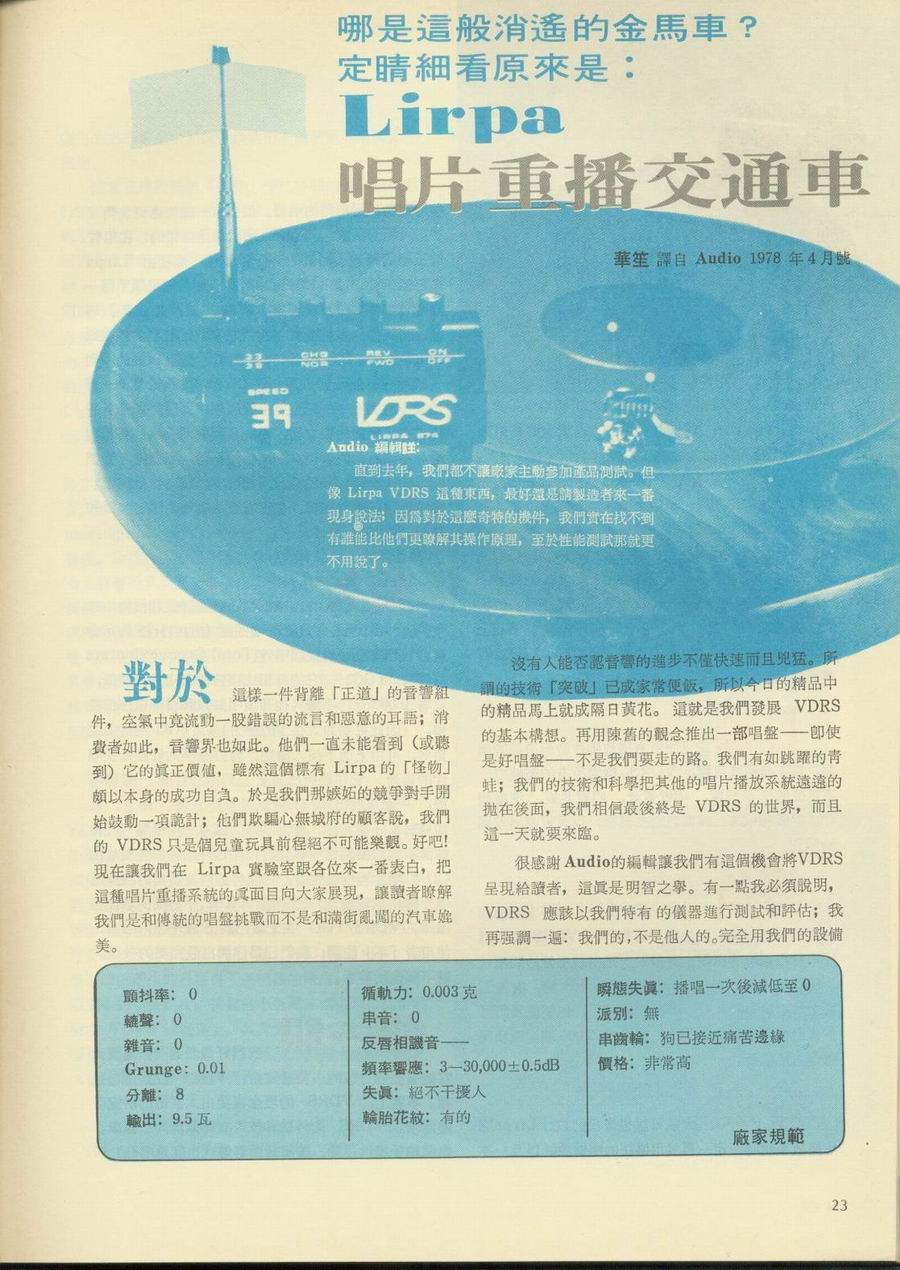 哪是這般消遙的金馬車？
定睛細看原來是：
Lirpa
唱片重播交通車
華笙 譯自 Audio 1978 年4月號
33 CHG REV ON
39 NOR FWD OFF
SPEED
39
VDRS
LIRPA
Audio 編輯註:
直到去年，我們都不讓廠家主動參加產品測試。但
像 Lirpa VDRS 這種東西，最好還是請製造者來一番
現身說法；因爲對於這麼奇特的機件，我們實在找不到
有誰能比他們更瞭解其操作原理，至於性能測試那就更
不用說了。
對於 這樣一件背離「正道」的音響組
件，空氣中竟流動一股錯誤的流言和惡意的耳語；消
費者如此，音響界也如此。他們一直未能看到（或聽
到）它的眞正價値，雖然這個標有 Lirpa 的「怪物」
頗以本身的成功自負。於是我們那嫉妬的競爭對手開
始鼓動一項詭計；他們欺騙心無城府的顧客說，我們
的 VDRS 只是個兒童玩具前程絕不可能樂觀。好吧!
現在讓我們在 Lirpa 實驗室跟各位來一番表白，把
這種唱片重播系統的眞面目向大家展現，讓讀者瞭解
我們是和傳統的唱盤挑戰而不是和滿街亂闖的汽車媲
美。
沒有人能否認音響的進步不僅快速而且兇猛。所
謂的技術「突破」已成家常便飯，所以今日的精品中
的精品馬上就成隔日黃花。這就是我們發展 VDRS
的基本構想。再用陳舊的觀念推出一部唱盤——卽使
是好唱盤——不是我們要走的路。我們有如跳躍的靑
蛙；我們的技術和科學把其他的唱片播放系統遠遠的
拋在後面，我們相信最後終是 VDRS 的世界，而且
這一天就要來臨。
很感謝Audio的編輯讓我們有這個機會將VDRS
呈現給讀者，這眞是明智之擧。有一點我必須說明，
VDRS 應該以我們特有的儀器進行測試和評估；我
再强調一遍：我們的,不是他人的。完全用我們的設備
顫抖率： 0
轆聲： 0
雜音： 0
Grunge: 0.01
分離： 8
輸出： 9.5 瓦
循軌力： 0.003 克
串音： 0
反唇相譏音——
頻率響應： 3—30,000±0.5dB
失眞： 絕不干擾人
輪胎花紋： 有的
瞬態失眞： 播唱一次後減低至 0
派別： 無
串齒輪： 狗已接近痛苦邊緣
價格： 非常高
廠家規範
23